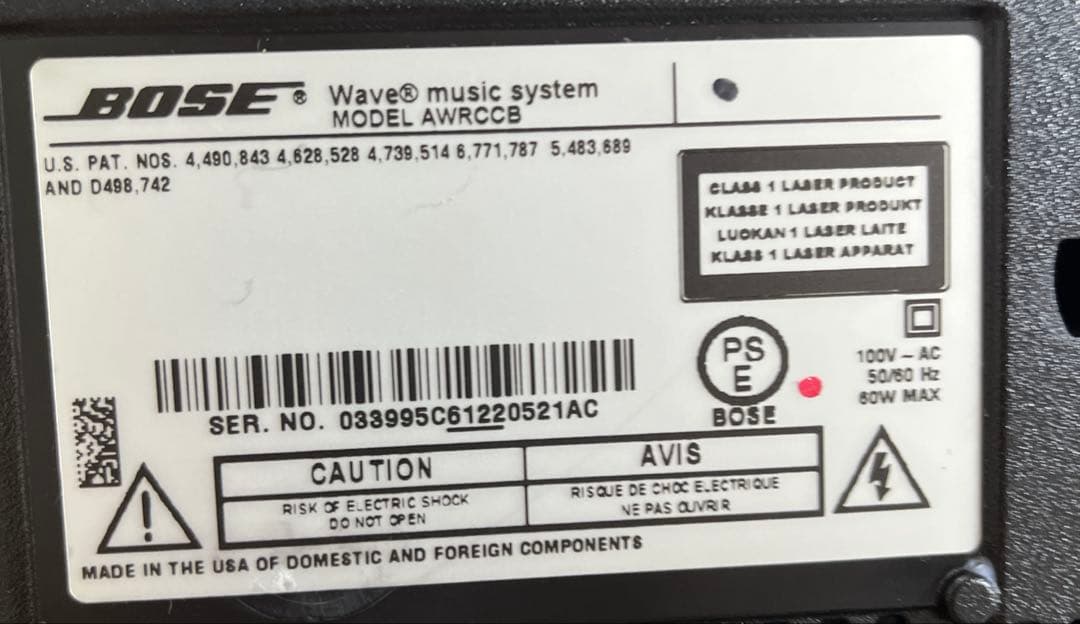 BOSE® Wave® music system
MODEL AWRCCB
U.S. PAT. NOS. 4,490,843 4,628,528 4,739,514 6,771,787 5,483,689
AND D498,742
CLASS 1 LASER PRODUCT
KLASSE 1 LASER PRODUKT
LUOKAN 1 LASER LAITE
KLASS 1 LASER APPARAT
PS
E
BOSE
100V ~ AC
50/60 Hz
60W MAX
SER. NO. 033995C61220521AC
CAUTION
RISK OF ELECTRIC SHOCK
DO NOT OPEN
AVIS
RISQUE DE CHOC ELECTRIQUE
NE PAS OUVRIR
MADE IN THE USA OF DOMESTIC AND FOREIGN COMPONENTS